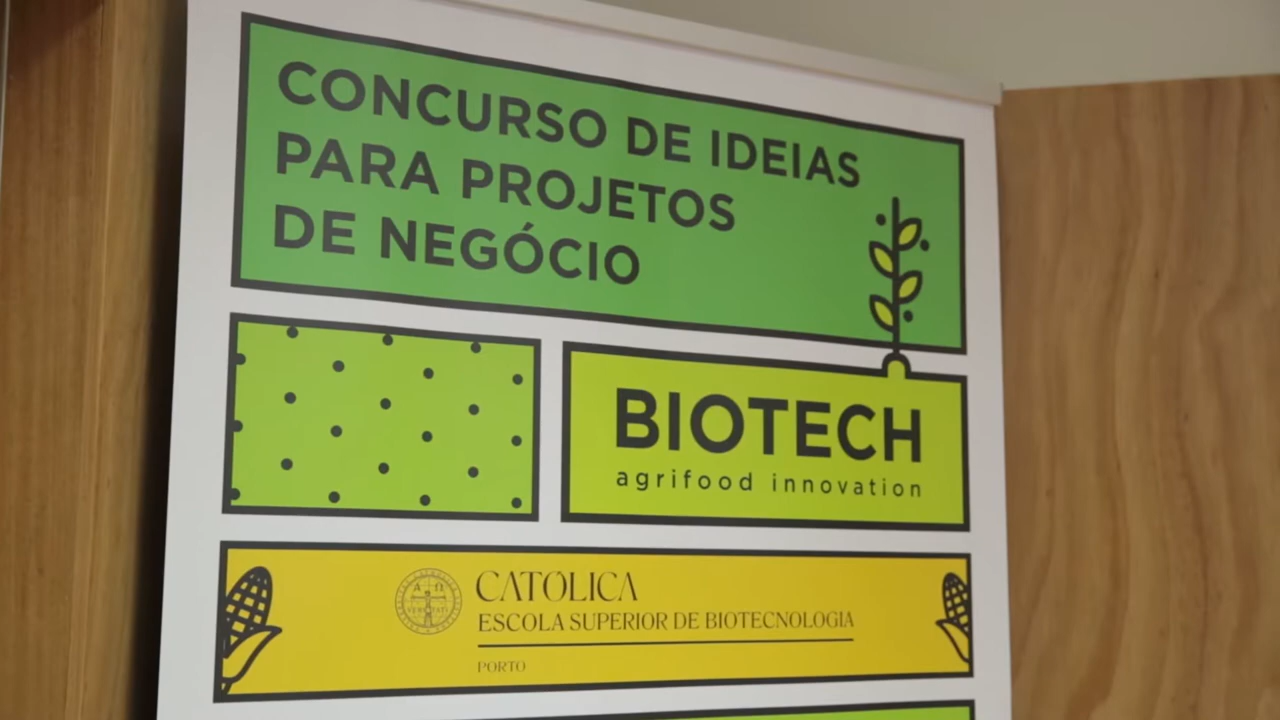 CONCURSO DE IDEIAS
PARA PROJETOS
DE NEGÓCIO
BIOTECH
agrifood innovation
A Ω
CATÓLICA
ESCOLA SUPERIOR DE BIOTECNOLOGIA
PORTO